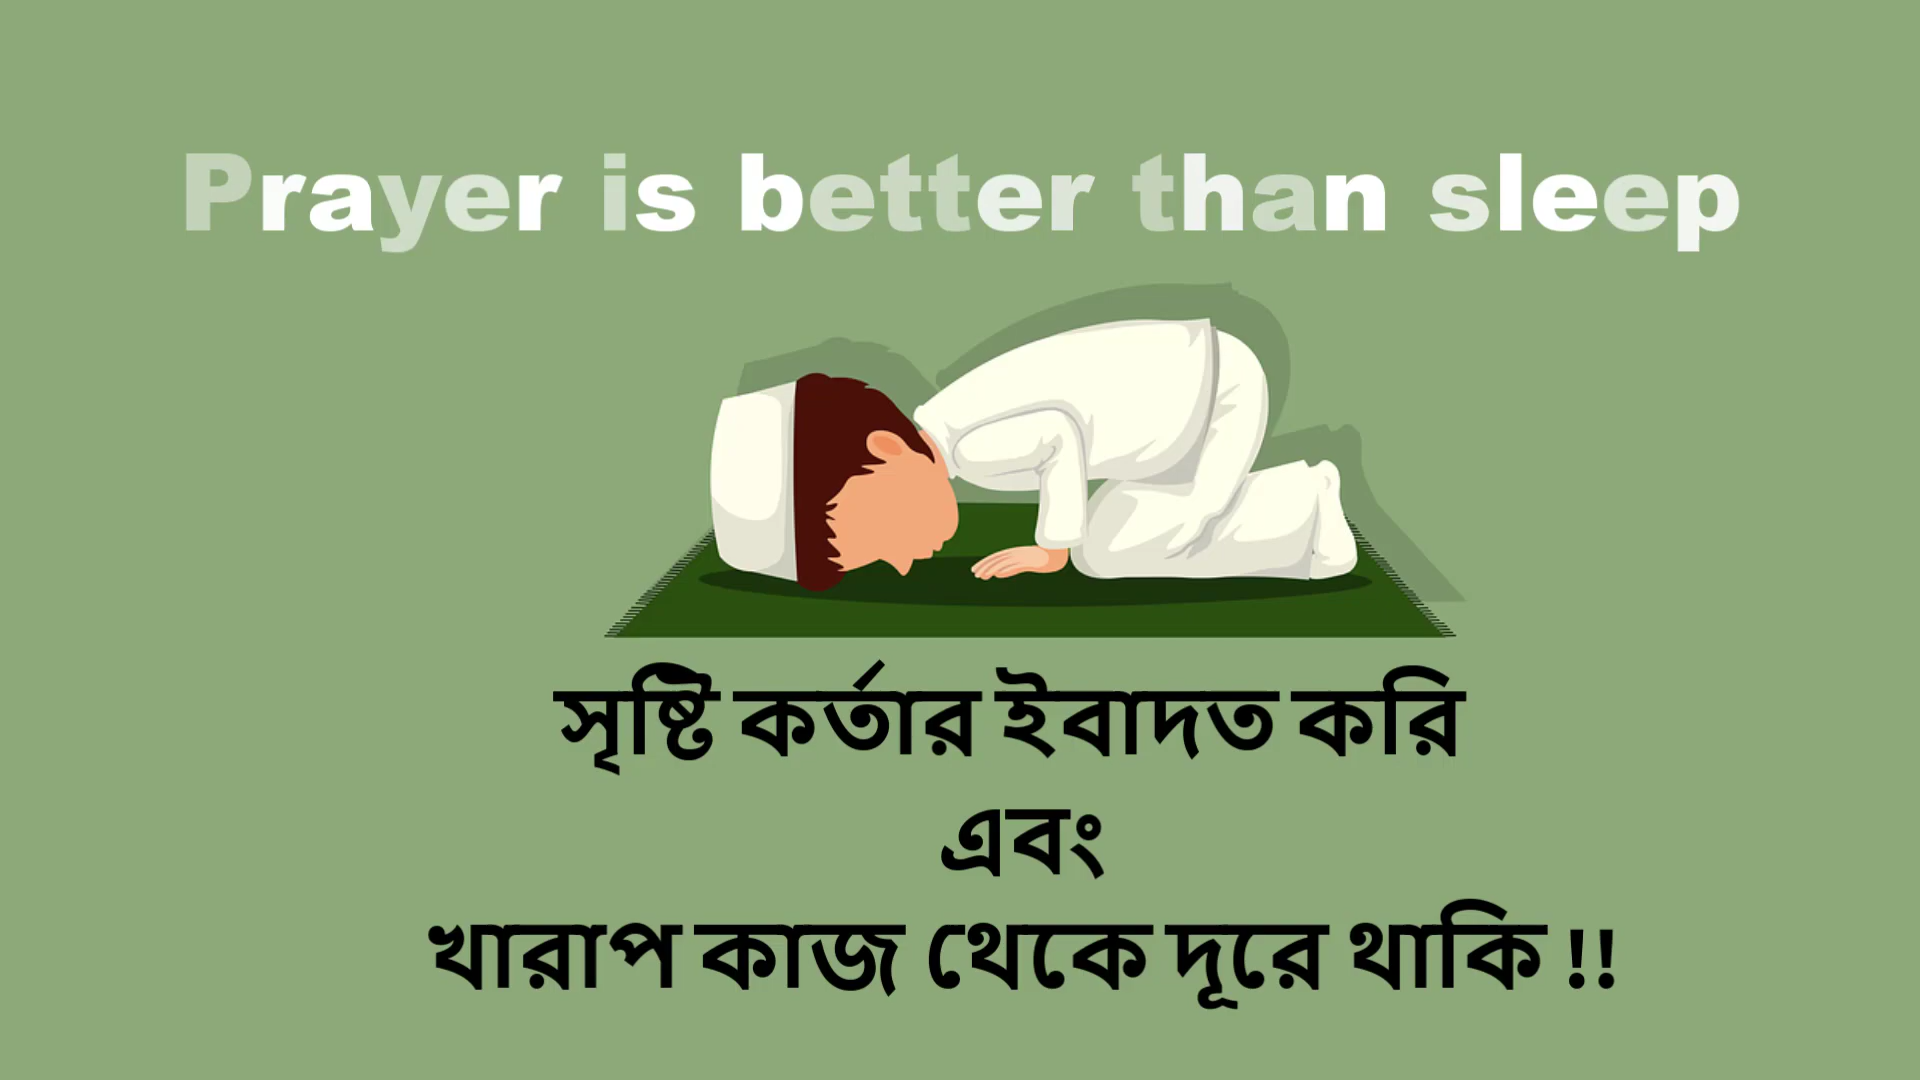 Prayer is better than sleep
সৃষ্টি কর্তার ইবাদত করি
এবং
খারাপ কাজ থেকে দূরে থাকি !!